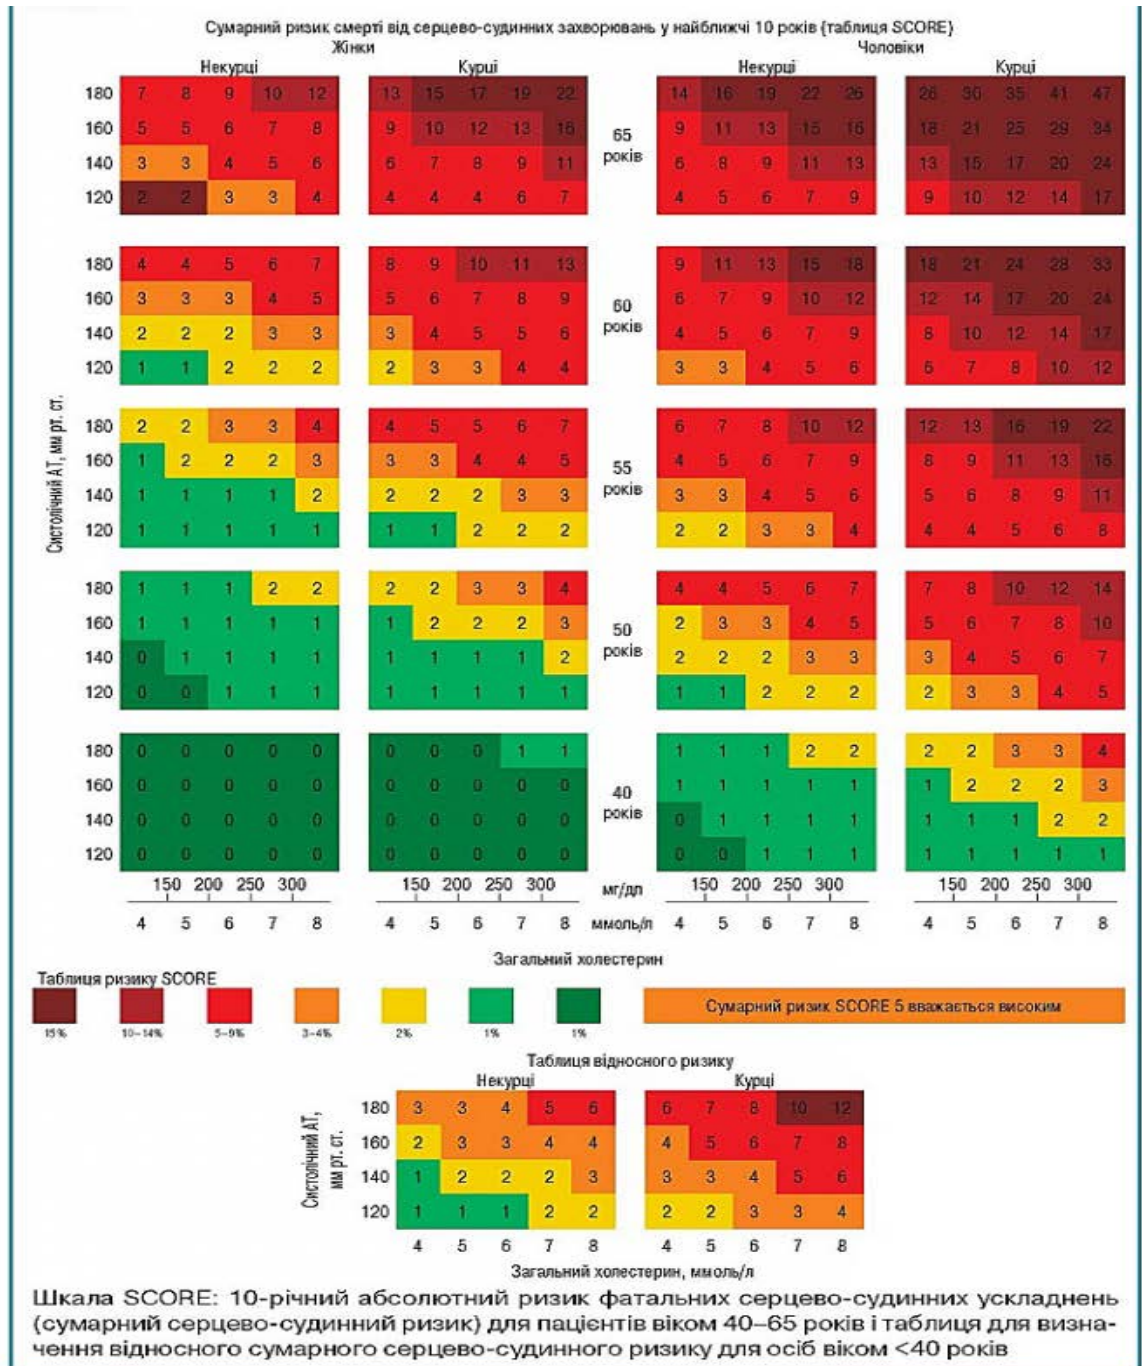 Сумарний ризик смерті від серцево-судинних захворювань у найближчі 10 років {таблиця SCORE}
Жінки Чоловіки
Некурці Курці Некурці Курці
180 7 8 9 10 12 13 15 17 19 22 14 16 19 22 26 26 30 35 41 47
160 5 5 6 7 8 9 10 12 13 16 65 9 11 13 15 16 18 21 25 29 34
140 3 3 4 5 6 6 7 8 9 11 років 6 8 9 11 13 13 15 17 20 24
120 2 2 3 3 4 4 4 4 6 7 4 5 6 7 9 9 10 12 14 17
180 4 4 5 6 7 8 9 10 11 13 9 11 13 15 18 18 21 24 28 33
160 3 3 3 4 5 5 6 7 8 9 60 6 7 9 10 12 12 14 17 20 24
140 2 2 2 3 3 3 4 5 5 6 років 4 5 6 7 9 8 10 12 14 17
120 1 1 2 2 2 2 3 3 4 4 3 3 4 5 6 6 7 8 10 12
Систолічний АТ, мм рт. ст.
180 2 2 3 3 4 4 5 5 6 7 6 7 8 10 12 12 13 16 19 22
160 1 2 2 2 3 3 3 4 4 5 55 4 5 6 7 9 8 9 11 13 16
140 1 1 1 1 2 2 2 2 3 3 років 3 3 4 5 6 5 6 8 9 11
120 1 1 1 1 1 1 1 2 2 2 2 2 3 3 4 4 4 5 6 8
180 1 1 1 2 2 2 2 3 3 4 4 4 5 6 7 7 8 10 12 14
160 1 1 1 1 1 1 2 2 2 3 50 2 3 3 4 5 5 6 7 8 10
140 0 1 1 1 1 1 1 1 1 2 років 2 2 2 3 3 3 4 5 6 7
120 0 0 1 1 1 1 1 1 1 1 1 1 2 2 2 2 3 3 4 5
180 0 0 0 0 0 0 0 0 1 1 1 1 1 2 2 2 2 3 3 4
160 0 0 0 0 0 0 0 0 0 0 40 1 1 1 1 1 1 2 2 2 3
140 0 0 0 0 0 0 0 0 0 0 років 0 1 1 1 1 1 1 1 2 2
120 0 0 0 0 0 0 0 0 0 0 0 0 1 1 1 1 1 1 1 1
150 200 250 300 150 200 250 300 мг/дл 150 200 250 300 150 200 250 300
4 5 6 7 8 4 5 6 7 8 ммоль/л 4 5 6 7 8 4 5 6 7 8
Загальний холестерин
Таблиця ризику SCORE
15% 10–14% 5–9% 3–4% 2% 1% 1%
Сумарний ризик SCORE 5 вважається високим
Таблиця відносного ризику
Некурці Курці
Систолічний АТ,
мм рт. ст.
180 3 3 4 5 6 6 7 8 10 12
160 2 3 3 4 4 4 5 6 7 8
140 1 2 2 2 3 3 3 4 5 6
120 1 1 1 2 2 2 2 3 3 4
4 5 6 7 8 4 5 6 7 8
Загальний холестерин, ммоль/л
Шкала SCORE: 10-річний абсолютний ризик фатальних серцево-судинних ускладнень
(сумарний серцево-судинний ризик) для пацієнтів віком 40–65 років і таблиця для визна-
чення відносного сумарного серцево-судинного ризику для осіб віком <40 років